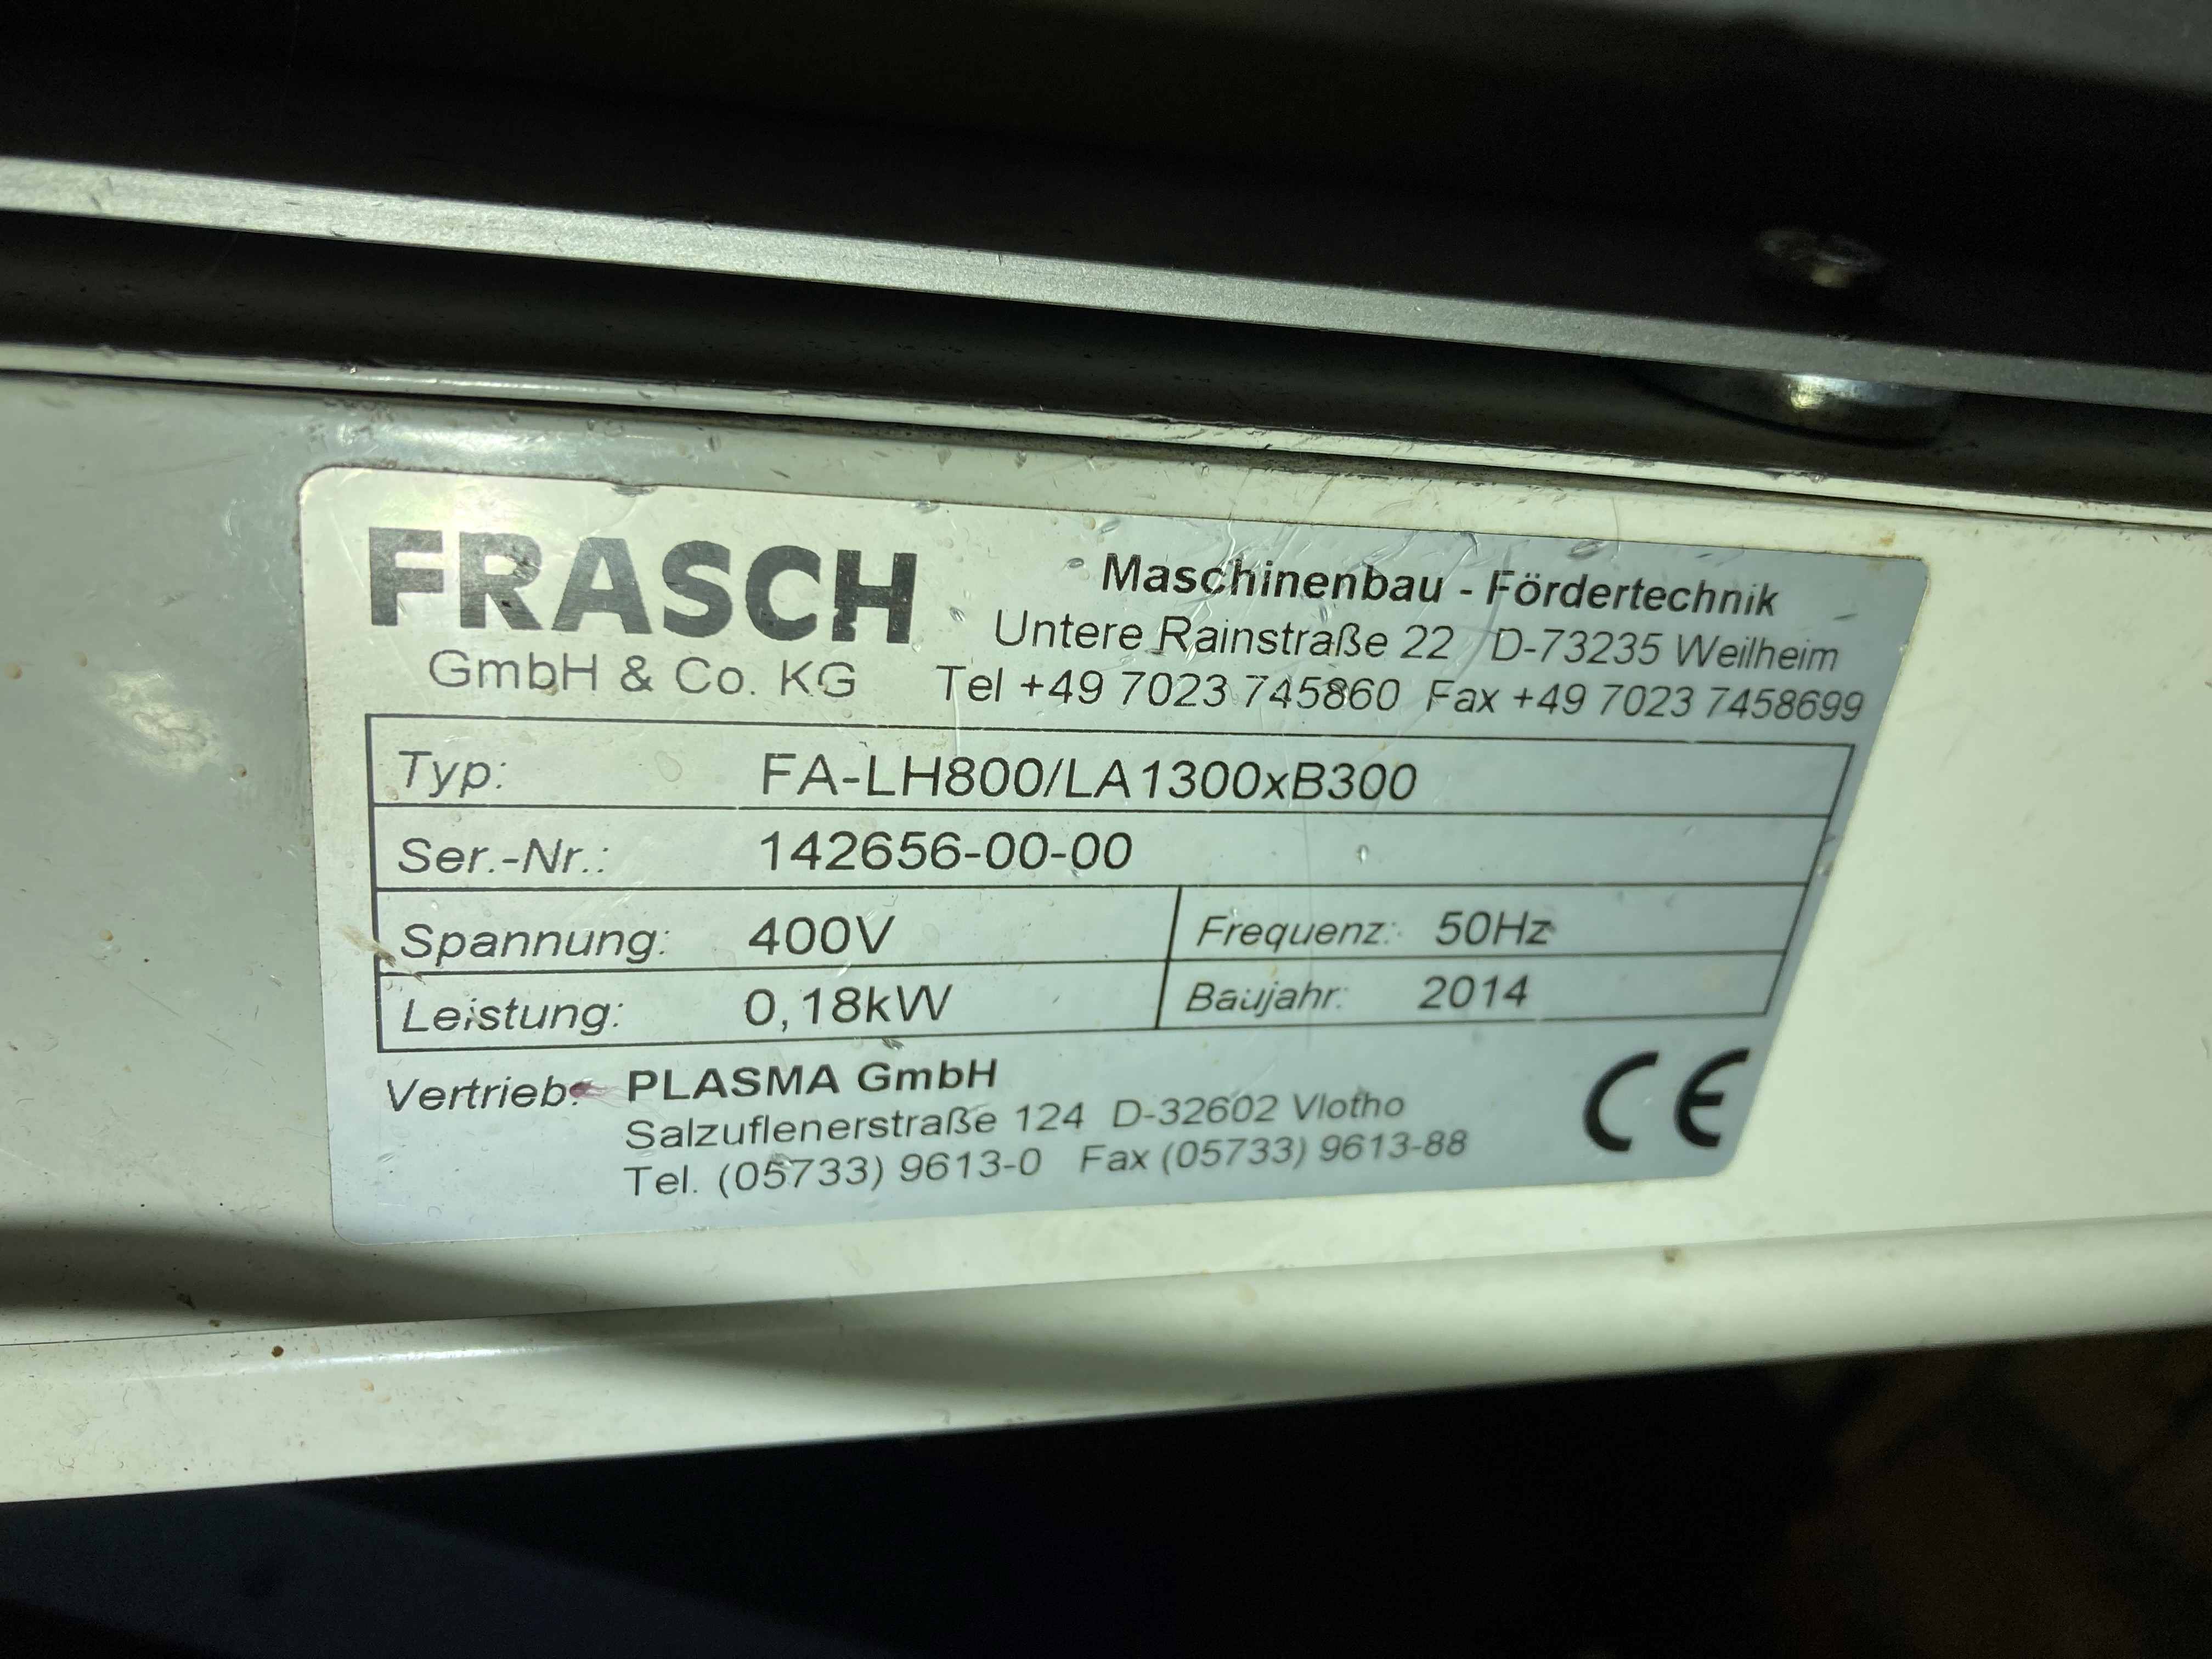 FRASCH
GmbH & Co. KG
Maschinenbau - Fördertechnik
Untere Rainstraße 22 D-73235 Weilheim
Tel +49 7023 745860 Fax +49 7023 7458699
Typ: FA-LH800/LA1300xB300
Ser.-Nr.: 142656-00-00
Spannung: 400V Frequenz: 50Hz
Leistung: 0,18kW Baujahr: 2014
Vertrieb: PLASMA GmbH
Salzuflenerstraße 124 D-32602 Vlotho
Tel. (05733) 9613-0 Fax (05733) 9613-88
CE